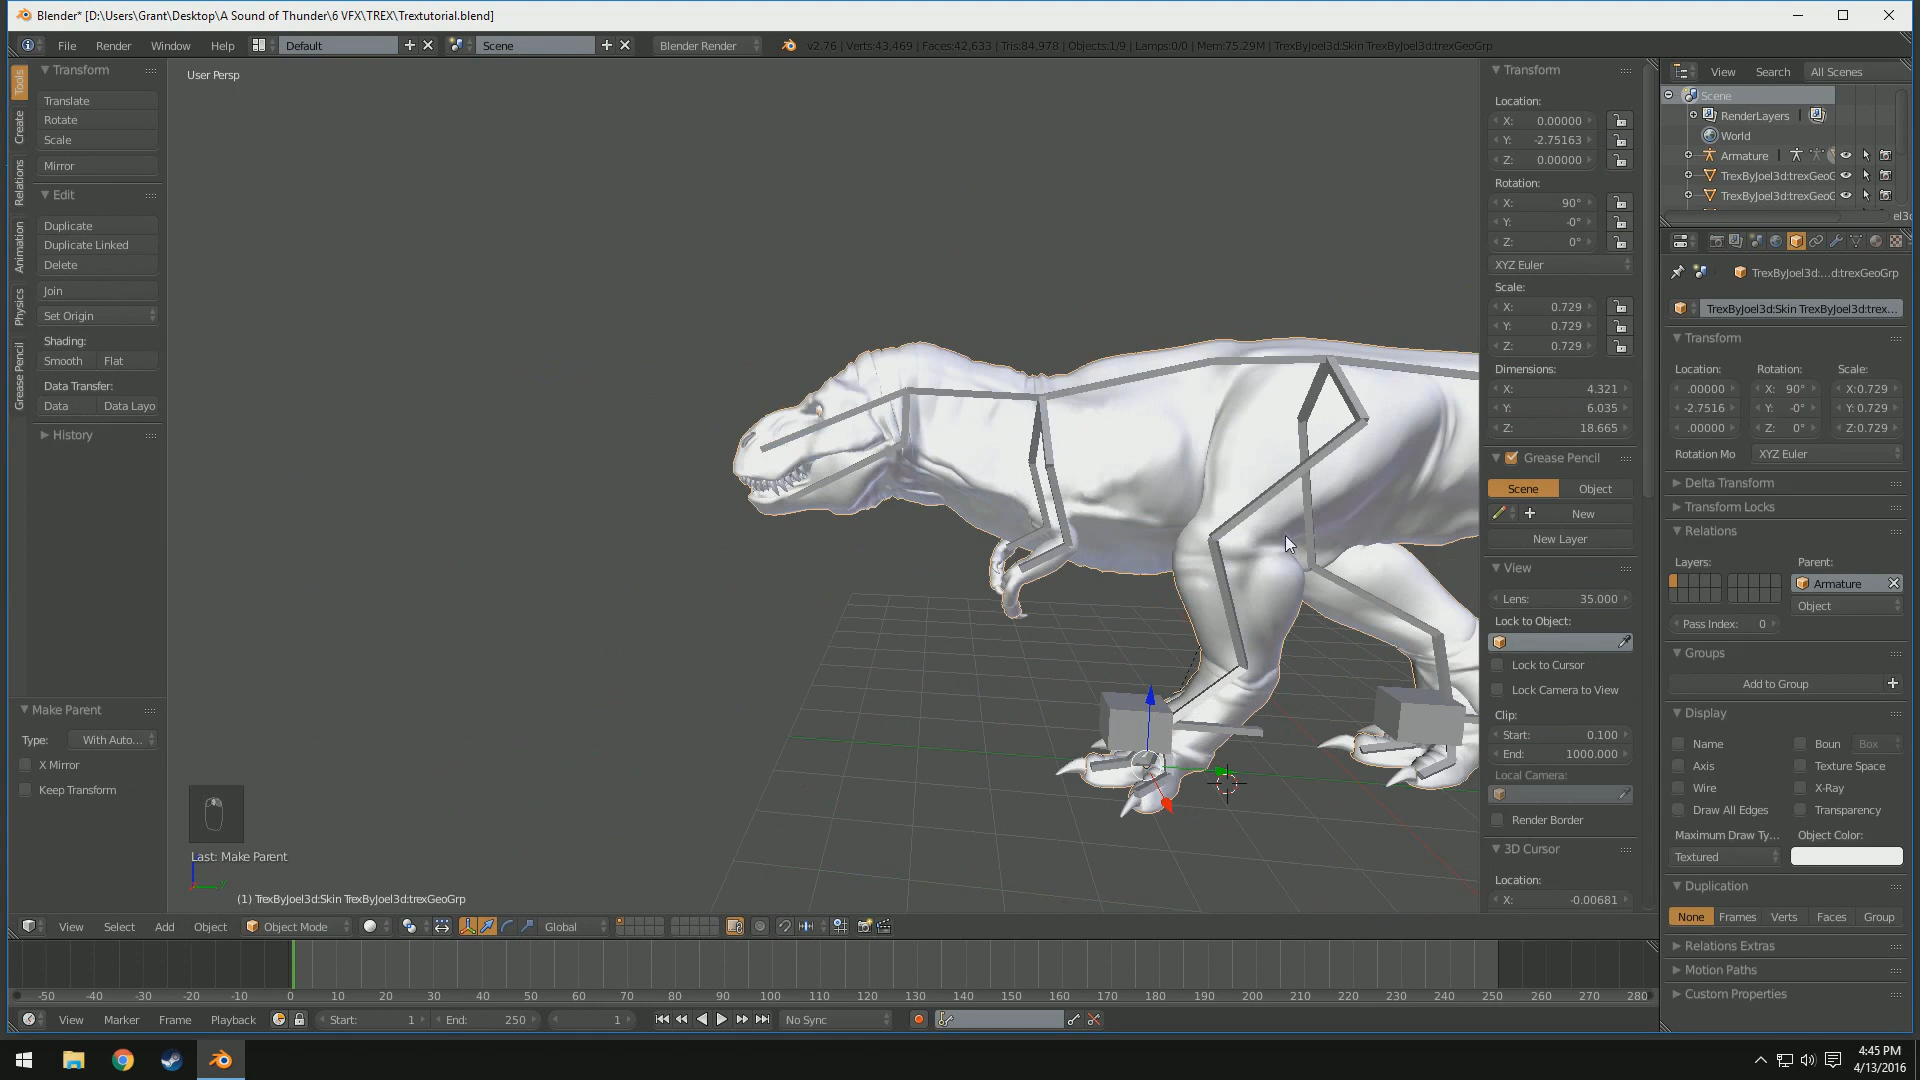 Blender* [D:\Users\Grant\Desktop\A Sound of Thunder\6 VFX\TREX\Trextutorial.blend]
File Render Window Help Default Scene Blender Render v2.76 | Verts:43,469 | Faces:42,633 | Tris:84,978 | Objects:1/9 | Lamps:0/0 | Mem:75.29M | TrexByJoel3d:Skin TrexByJoel3d:trexGeoGrp
Tools
Create
Relations
Animation
Physics
Grease Pencil
Transform
Translate
Rotate
Scale
Mirror
Edit
Duplicate
Duplicate Linked
Delete
Join
Set Origin
Shading:
Smooth Flat
Data Transfer:
Data Data Layo
History
Make Parent
Type: With Auto...
X Mirror
Keep Transform
User Persp
Last: Make Parent
(1) TrexByJoel3d:Skin TrexByJoel3d:trexGeoGrp
Transform
Location:
X: 0.00000
Y: -2.75163
Z: 0.00000
Rotation:
X: 90°
Y: -0°
Z: 0°
XYZ Euler
Scale:
X: 0.729
Y: 0.729
Z: 0.729
Dimensions:
X: 4.321
Y: 6.035
Z: 18.665
Grease Pencil
Scene Object
New
New Layer
View
Lens: 35.000
Lock to Object:
Lock to Cursor
Lock Camera to View
Clip:
Start: 0.100
End: 1000.000
Local Camera:
Render Border
3D Cursor
Location:
X: -0.00681
View Search All Scenes
Scene
RenderLayers
World
Armature
TrexByJoel3d:trexGeoG
TrexByJoel3d:trexGeoG
el3d
TrexByJoel3d:...d:trexGeoGrp
TrexByJoel3d:Skin TrexByJoel3d:trex...
Transform
Location: Rotation: Scale:
.00000 X: 90° X:0.729
-2.7516 Y: -0° Y: 0.729
.00000 Z: 0° Z:0.729
Rotation Mo XYZ Euler
Delta Transform
Transform Locks
Relations
Layers: Parent:
Armature
Object
Pass Index: 0
Groups
Add to Group
Display
Name Boun Box
Axis Texture Space
Wire X-Ray
Draw All Edges Transparency
Maximum Draw Ty... Object Color:
Textured
Duplication
None Frames Verts Faces Group
Relations Extras
Motion Paths
Custom Properties
View Select Add Object Object Mode Global
-50 -40 -30 -20 -10 0 10 20 30 40 50 60 70 80 90 100 110 120 130 140 150 160 170 180 190 200 210 220 230 240 250 260 270 280
View Marker Frame Playback Start: 1 End: 250 1 No Sync
4:45 PM
4/13/2016